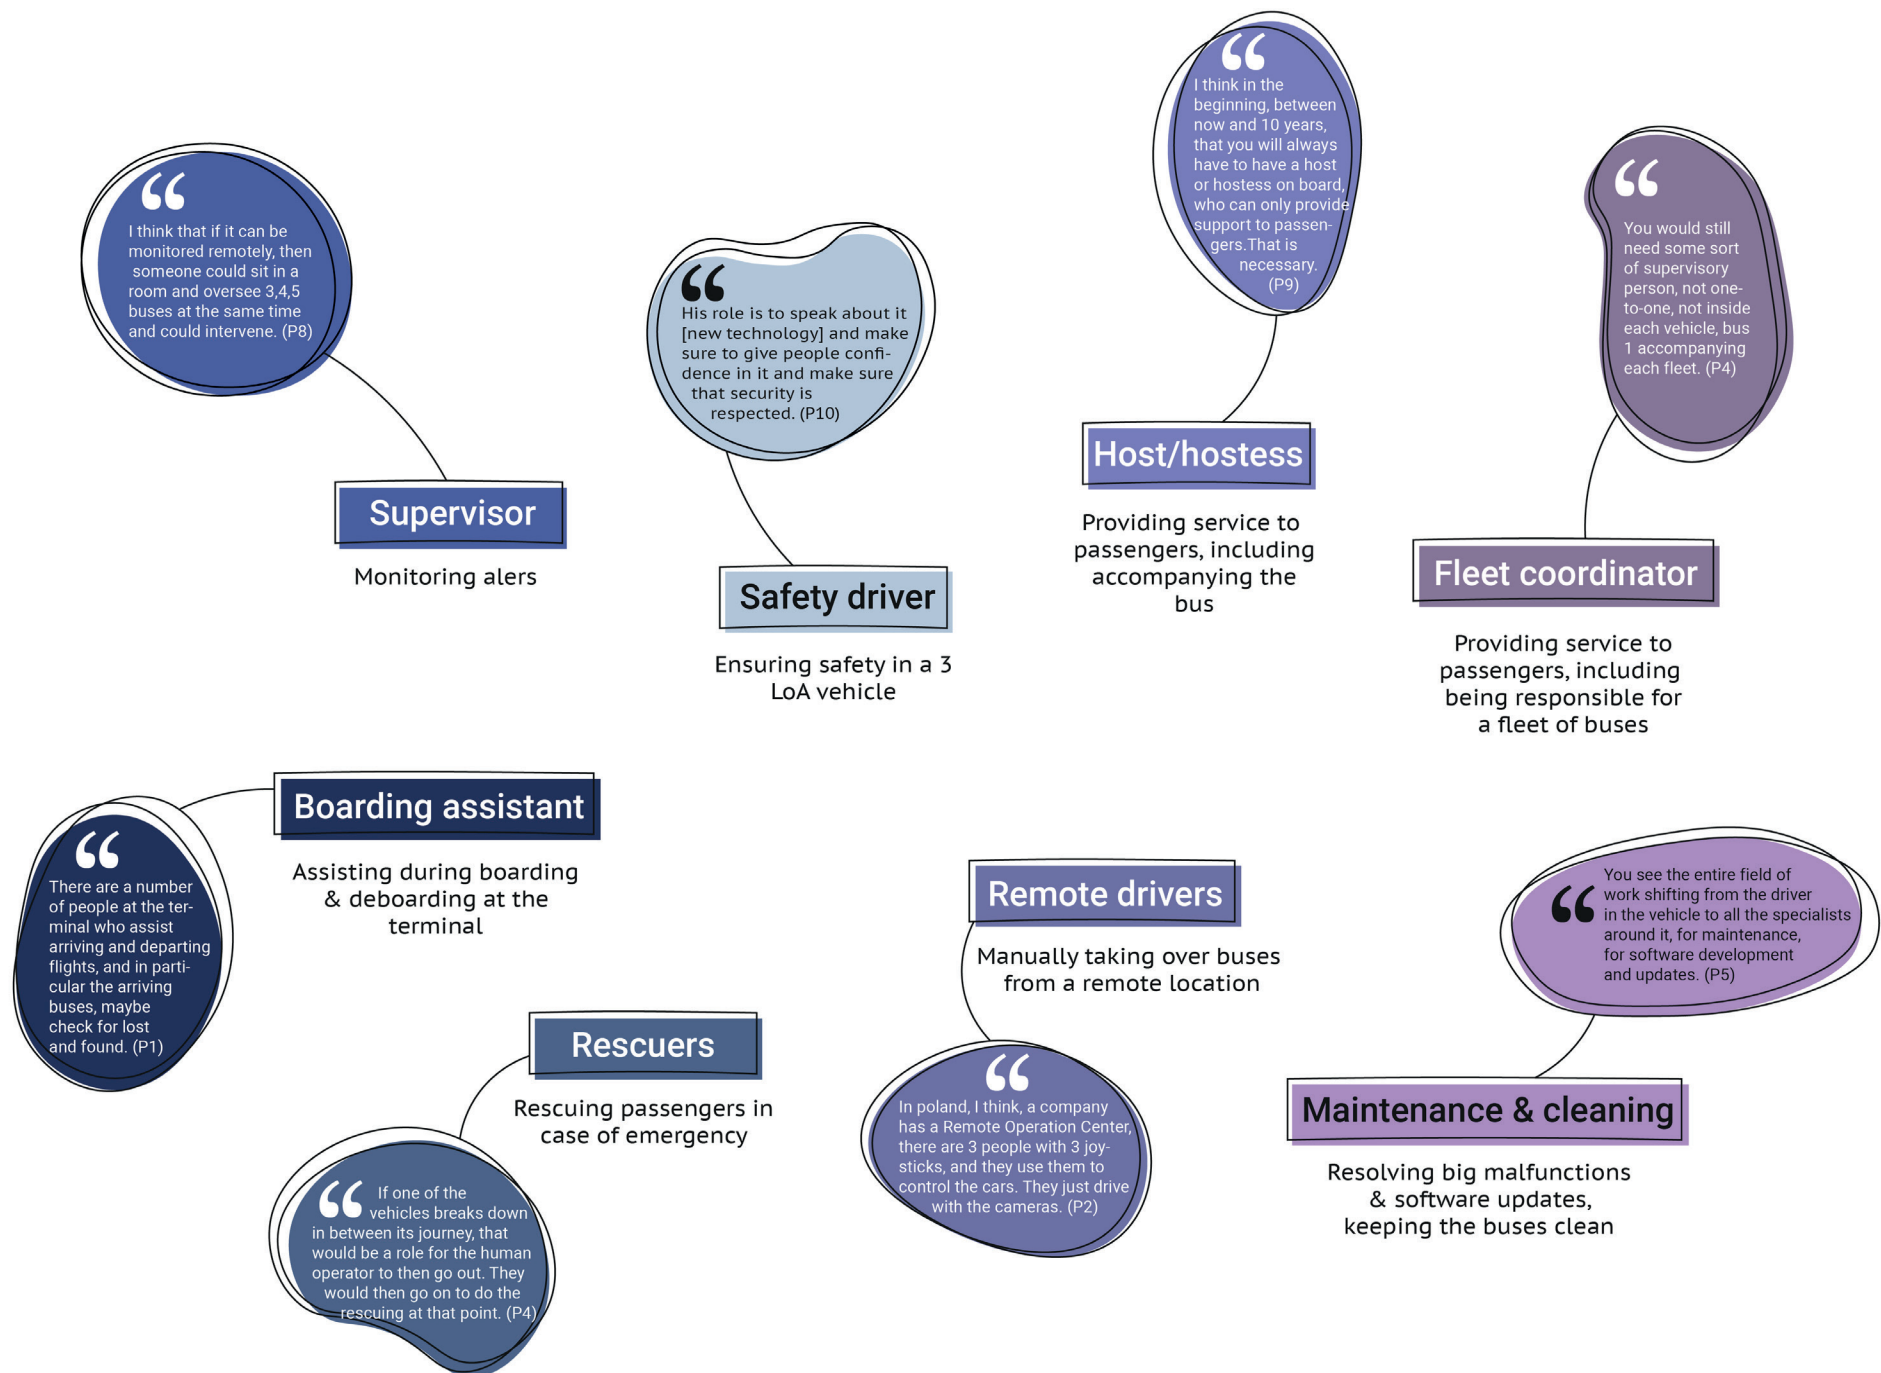 I think that if it can be
monitored remotely, then
someone could sit in a
room and oversee 3,4,5
buses at the same time
and could intervene. (P8)
Supervisor
Monitoring alers
His role is to speak about it
[new technology] and make
sure to give people confi-
dence in it and make sure
that security is
respected. (P10)
Safety driver
Ensuring safety in a 3
LoA vehicle
I think in the
beginning, between
now and 10 years,
that you will always
have to have a host
or hostess on board,
who can only provide
support to passen-
gers.That is
necessary.
(P9)
Host/hostess
Providing service to
passengers, including
accompanying the
bus
You would still
need some sort
of supervisory
person, not one-
to-one, not inside
each vehicle, bus
1 accompanying
each fleet. (P4)
Fleet coordinator
Providing service to
passengers, including
being responsible for
a fleet of buses
Boarding assistant
Assisting during boarding
& deboarding at the
terminal
There are a number
of people at the ter-
minal who assist
arriving and departing
flights, and in parti-
cular the arriving
buses, maybe
check for lost
and found. (P1)
Rescuers
Rescuing passengers in
case of emergency
If one of the
vehicles breaks down
in between its journey, that
would be a role for the human
operator to then go out. They
would then go on to do the
rescuing at that point. (P4)
Remote drivers
Manually taking over buses
from a remote location
In poland, I think, a company
has a Remote Operation Center,
there are 3 people with 3 joy-
sticks, and they use them to
control the cars. They just drive
with the cameras. (P2)
You see the entire field of
work shifting from the driver
in the vehicle to all the specialists
around it, for maintenance,
for software development
and updates. (P5)
Maintenance & cleaning
Resolving big malfunctions
& software updates,
keeping the buses clean